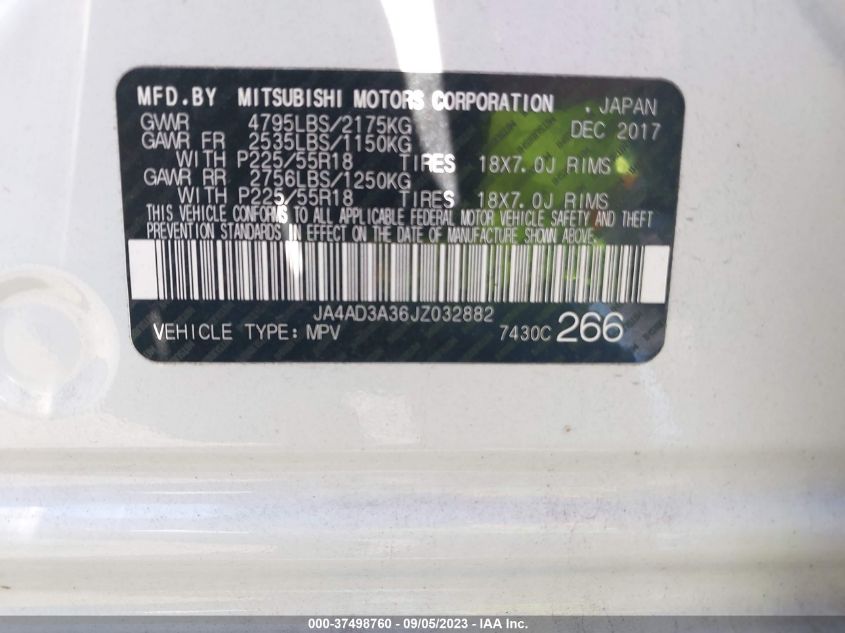 MFD.BY MITSUBISHI MOTORS CORPORATION . JAPAN
GVWR 4795LBS/2175KG DEC 2017
GAWR FR 2535LBS/1150KG
WITH P225/55R18 TIRES 18X7.0J RIMS
GAWR RR 2756LBS/1250KG
WITH P225/55R18 TIRES 18X7.0J RIMS
THIS VEHICLE CONFORMS TO ALL APPLICABLE FEDERAL MOTOR VEHICLE SAFETY AND THEFT
PREVENTION STANDARDS IN EFFECT ON THE DATE OF MANUFACTURE SHOWN ABOVE.
JA4AD3A36JZ032882
VEHICLE TYPE: MPV 7430C 266
000-37498760 - 09/05/2023 - IAA Inc.